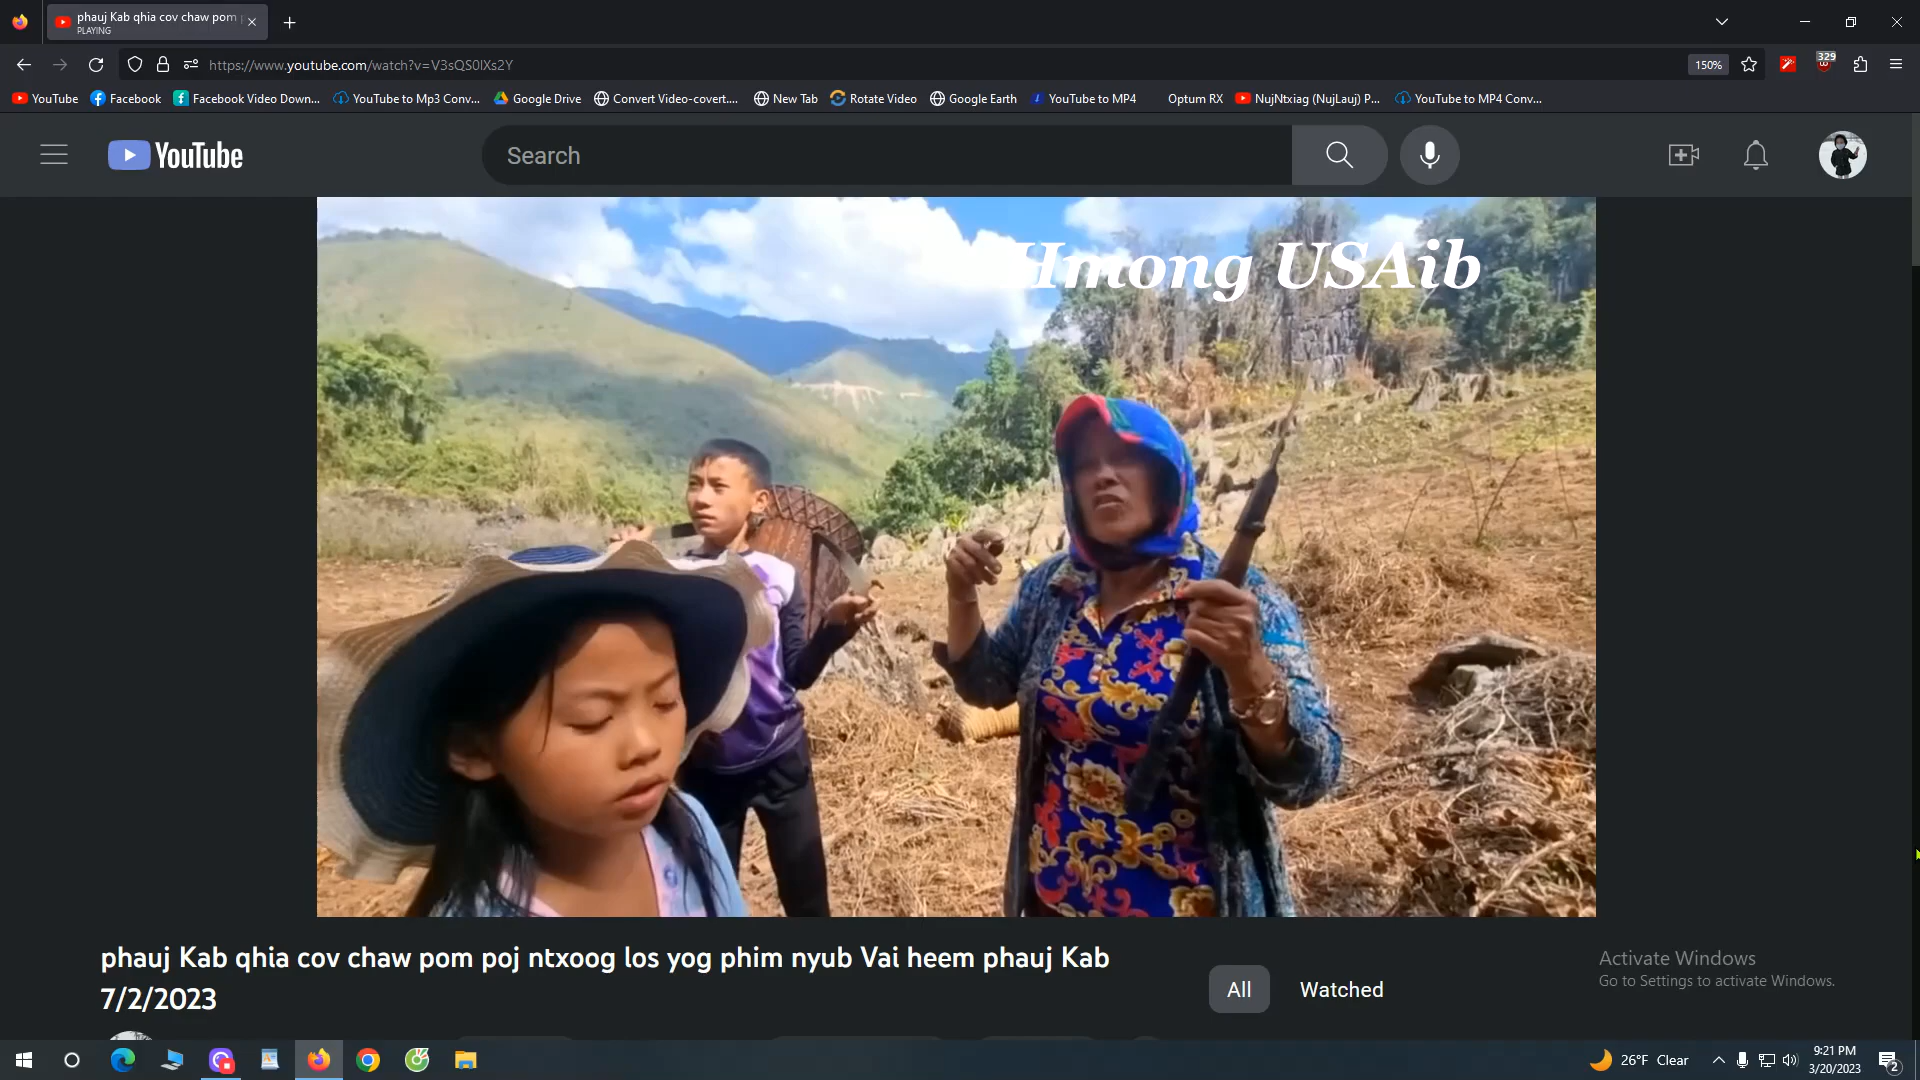 phauj Kab qhia cov chaw pom p
PLAYING
https://www.youtube.com/watch?v=V3sQS0lXs2Y
150%
329
YouTube
Facebook
Facebook Video Down...
YouTube to Mp3 Conv...
Google Drive
Convert Video-covert....
New Tab
Rotate Video
Google Earth
YouTube to MP4
Optum RX
NujNtxiag (NujLauj) P...
YouTube to MP4 Conv...
YouTube
Search
Hmong USAib
phauj Kab qhia cov chaw pom poj ntxoog los yog phim nyub Vai heem phauj Kab
7/2/2023
All
Watched
Activate Windows
Go to Settings to activate Windows.
26°F Clear
9:21 PM
3/20/2023
2